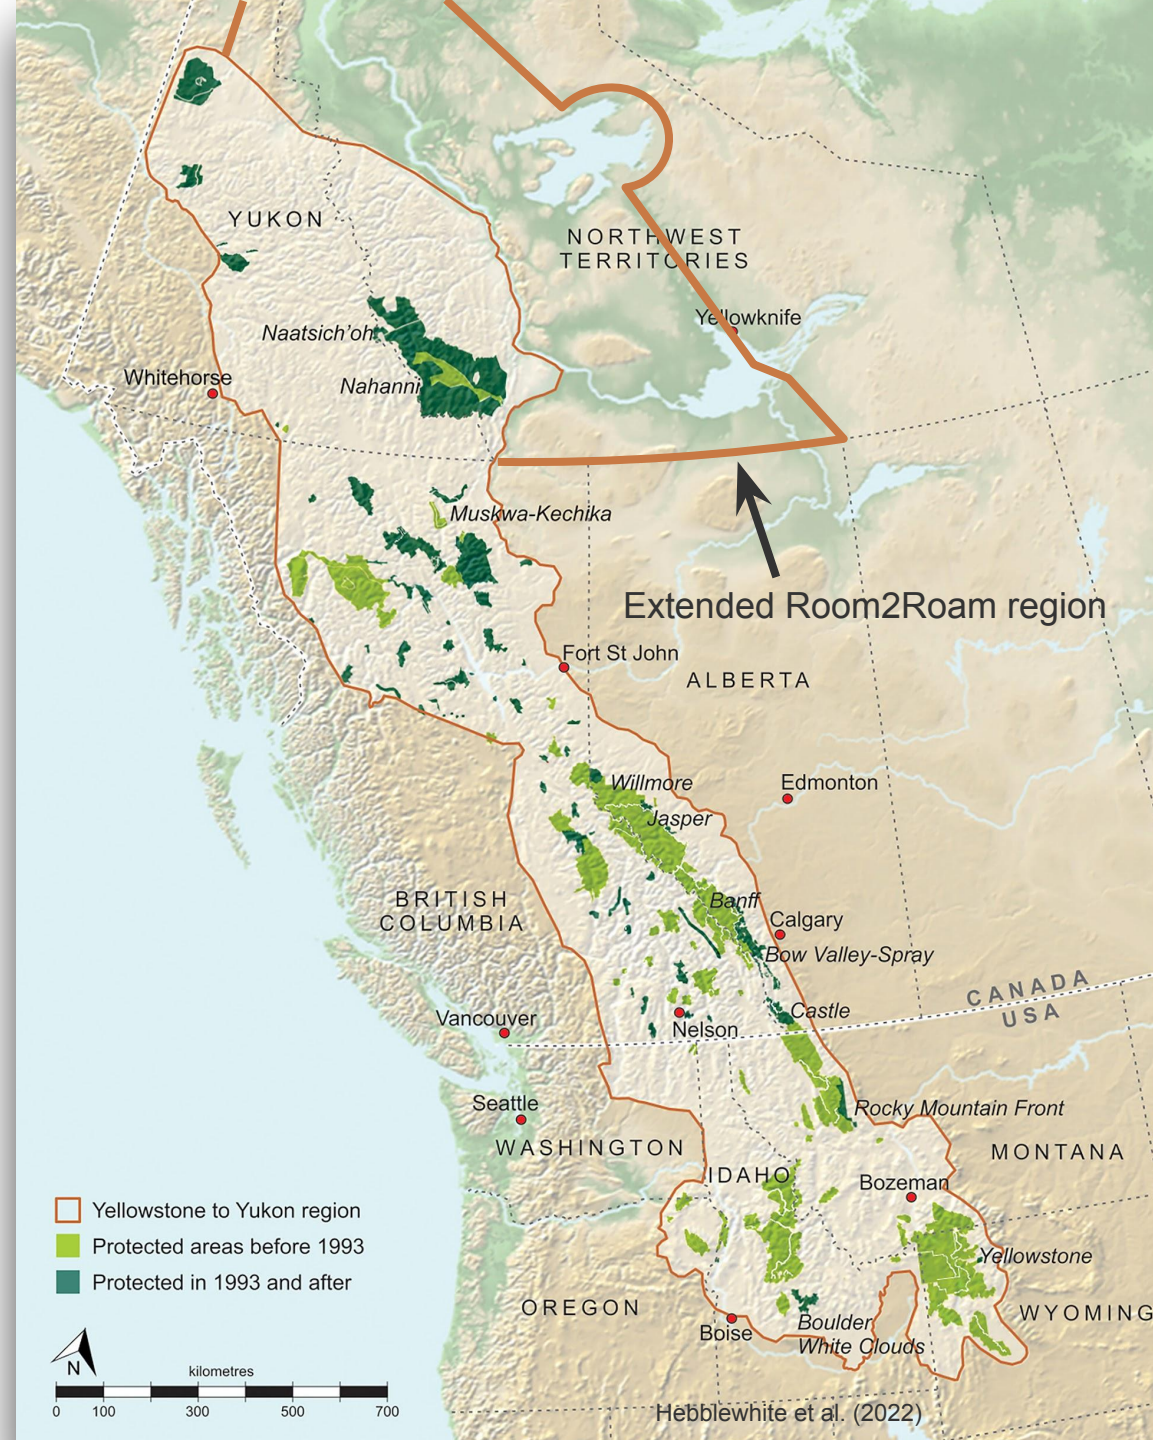 YUKON
NORTHWEST
TERRITORIES
Yellowknife
Naatsich'oh
Whitehorse
Nahanni
Muskwa-Kechika
Extended Room2Roam region
Fort St John
ALBERTA
Willmore
Edmonton
Jasper
BRITISH
COLUMBIA
Banff
Calgary
Bow Valley-Spray
CANADA
USA
Castle
Vancouver
Nelson
Seattle
Rocky Mountain Front
WASHINGTON
MONTANA
IDAHO
Bozeman
Yellowstone to Yukon region
Protected areas before 1993
Protected in 1993 and after
Yellowstone
OREGON
WYOMING
Boise
Boulder
White Clouds
N
kilometres
0 100 300 500 700
Hebblewhite et al. (2022)